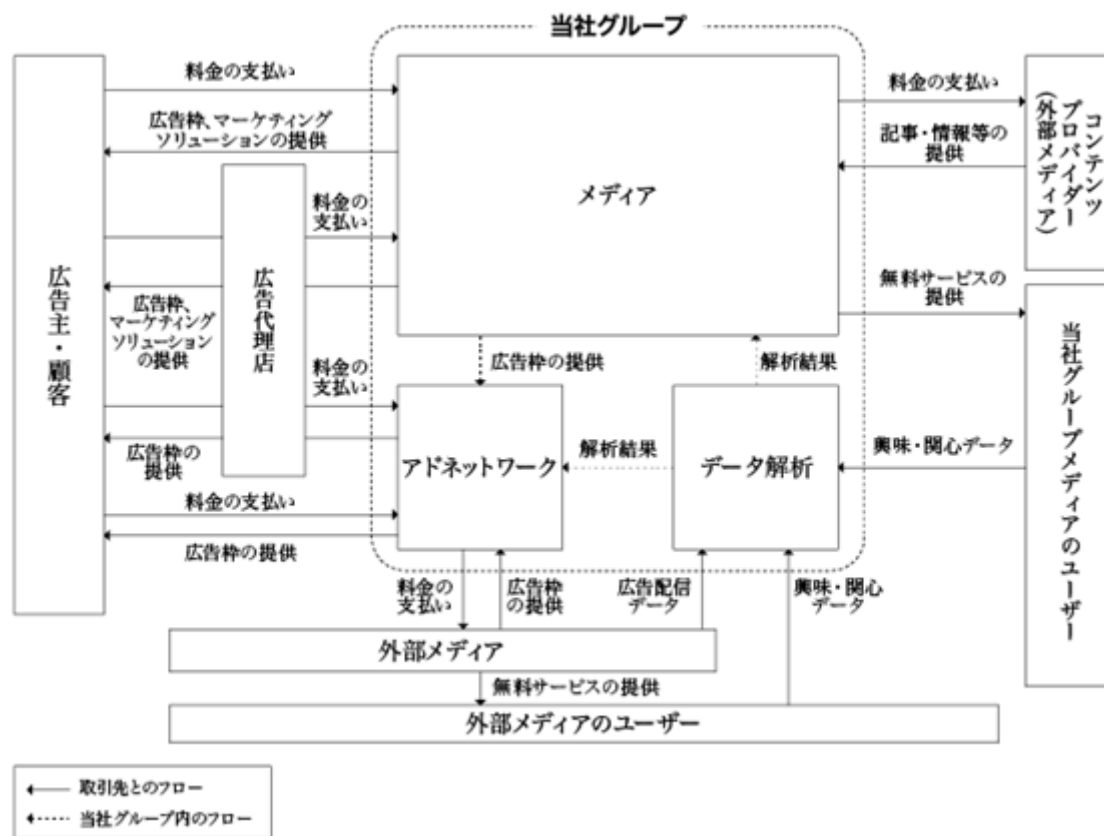 当社グループ
料金の支払い
広告枠、マーケティング
ソリューションの提供
料金の
支払い
広告枠、
マーケティング
ソリューション
の提供
料金の
支払い
広告枠の
提供
料金の支払い
広告枠の提供
広告主・顧客
広告代理店
メディア
広告枠の提供
解析結果
アドネットワーク
解析結果
データ解析
料金の支払い
記事・情報等の
提供
コンテンツ
プロバイダー
(外部メディア)
無料サービスの
提供
興味・関心データ
当社グループメディアのユーザー
料金の
支払い
広告枠
の提供
広告配信
データ
興味・関心
データ
外部メディア
無料サービスの提供
外部メディアのユーザー
取引先とのフロー
当社グループ内のフロー